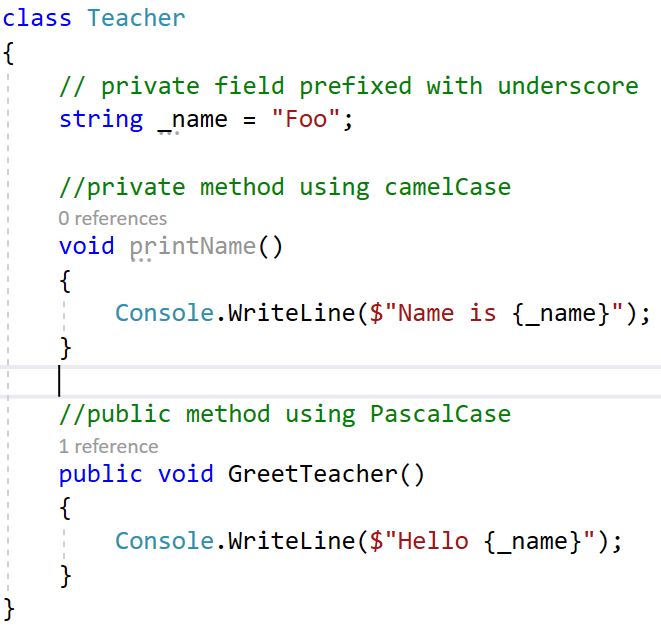 class Teacher
{
// private field prefixed with underscore
string _name = "Foo";
//private method using camelCase
0 references
void printName()
{
Console.WriteLine($"Name is {_name}");
}
//public method using PascalCase
1 reference
public void GreetTeacher()
{
Console.WriteLine($"Hello {_name}");
}
}